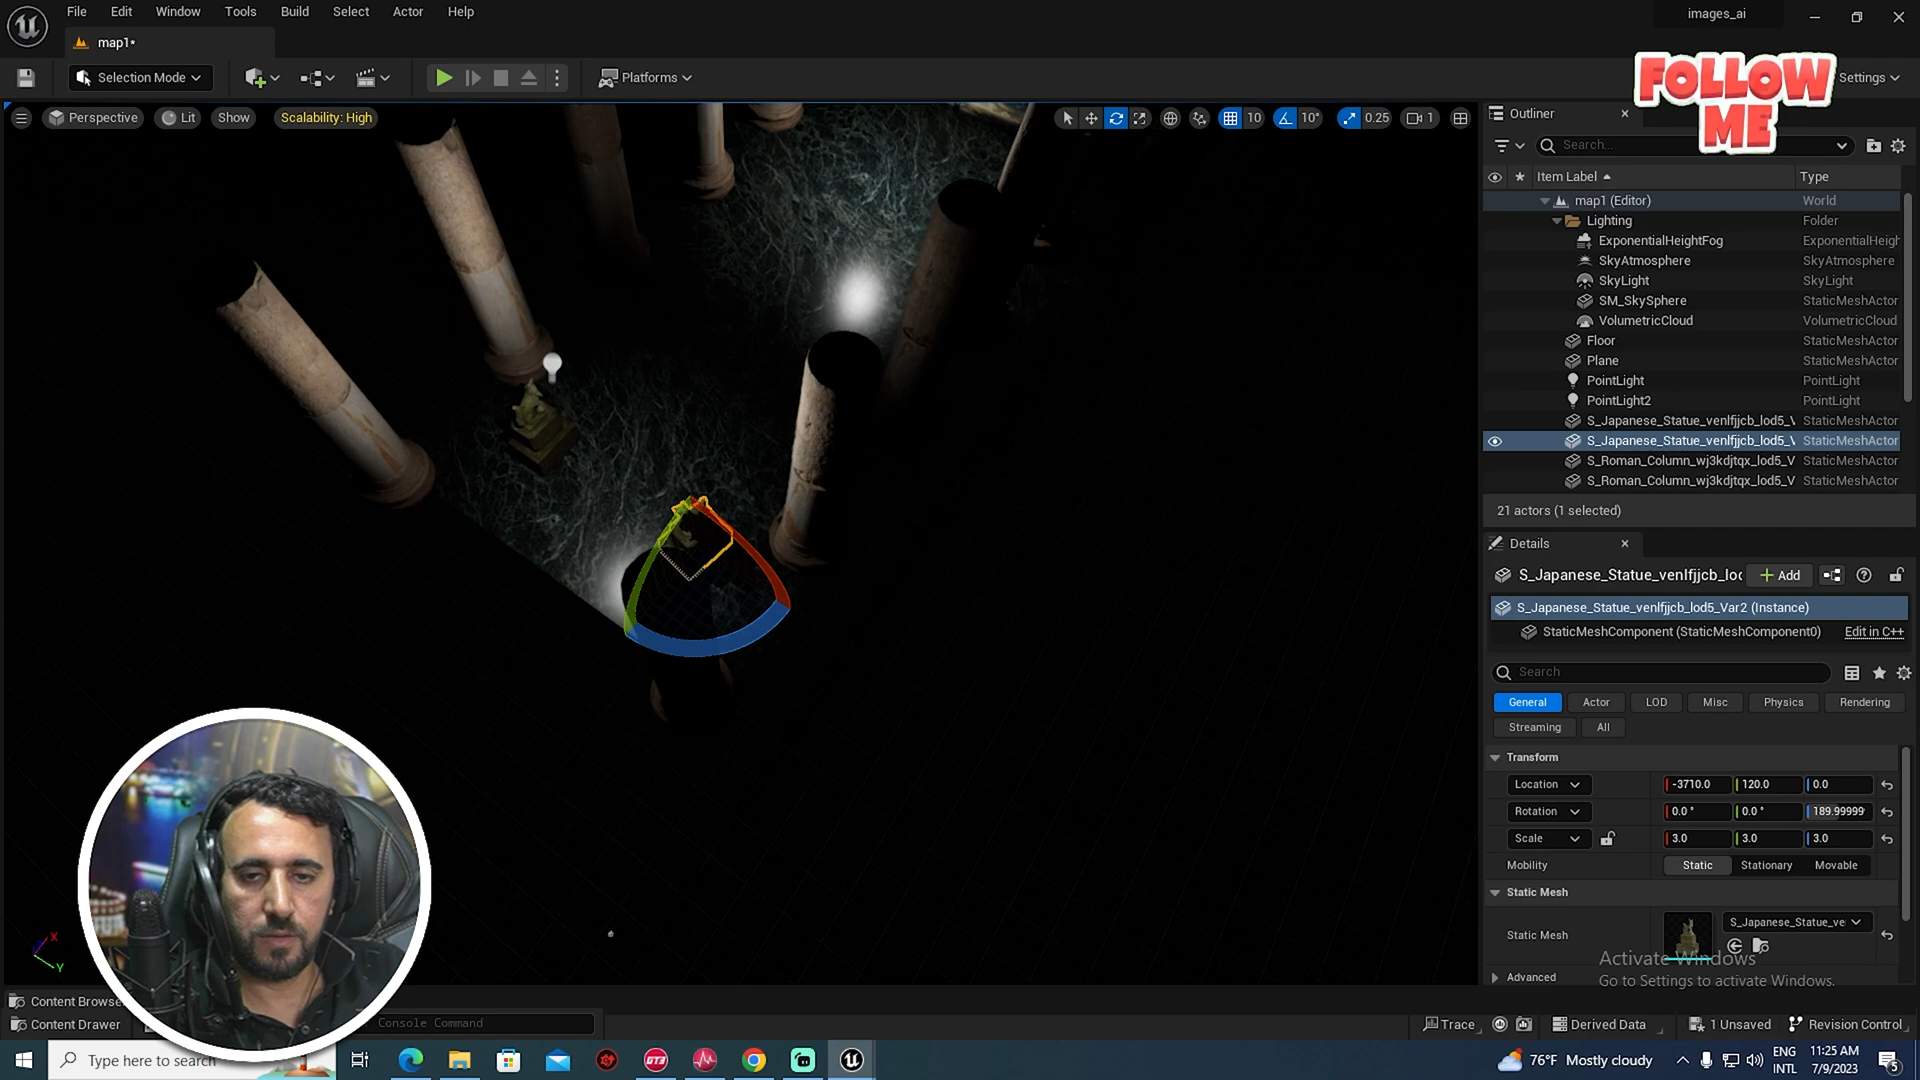 File Edit Window Tools Build Select Actor Help
images_ai
map1*
Selection Mode
Platforms
Settings
FOLLOW
ME
Perspective Lit Show Scalability: High
10 10° 0.25 1
Outliner
Search...
Item Label Type
map1 (Editor) World
Lighting Folder
ExponentialHeightFog ExponentialHeigh
SkyAtmosphere SkyAtmosphere
SkyLight SkyLight
SM_SkySphere StaticMeshActor
VolumetricCloud VolumetricCloud
Floor StaticMeshActor
Plane StaticMeshActor
PointLight PointLight
PointLight2 PointLight
S_Japanese_Statue_venlfjjcb_lod5_V StaticMeshActor
S_Japanese_Statue_venlfjjcb_lod5_V StaticMeshActor
S_Roman_Column_wj3kdjtqx_lod5_V StaticMeshActor
S_Roman_Column_wj3kdjtqx_lod5_V StaticMeshActor
21 actors (1 selected)
Details
S_Japanese_Statue_venlfjjcb_lod Add
S_Japanese_Statue_venlfjjcb_lod5_Var2 (Instance)
StaticMeshComponent (StaticMeshComponent0) Edit in C++
Search
General Actor LOD Misc Physics Rendering
Streaming All
Transform
Location -3710.0 120.0 0.0
Rotation 0.0° 0.0° 189.99999
Scale 3.0 3.0 3.0
Mobility Static Stationary Movable
Static Mesh
S_Japanese_Statue_ve
Static Mesh
Activate Windows
Advanced
Go to Settings to activate Windows.
X
Y
Content Browse
Content Drawer Console Command
Trace Derived Data 1 Unsaved Revision Control
Type here to search
GT3
76°F Mostly cloudy
ENG
INTL
11:25 AM
7/9/2023
5